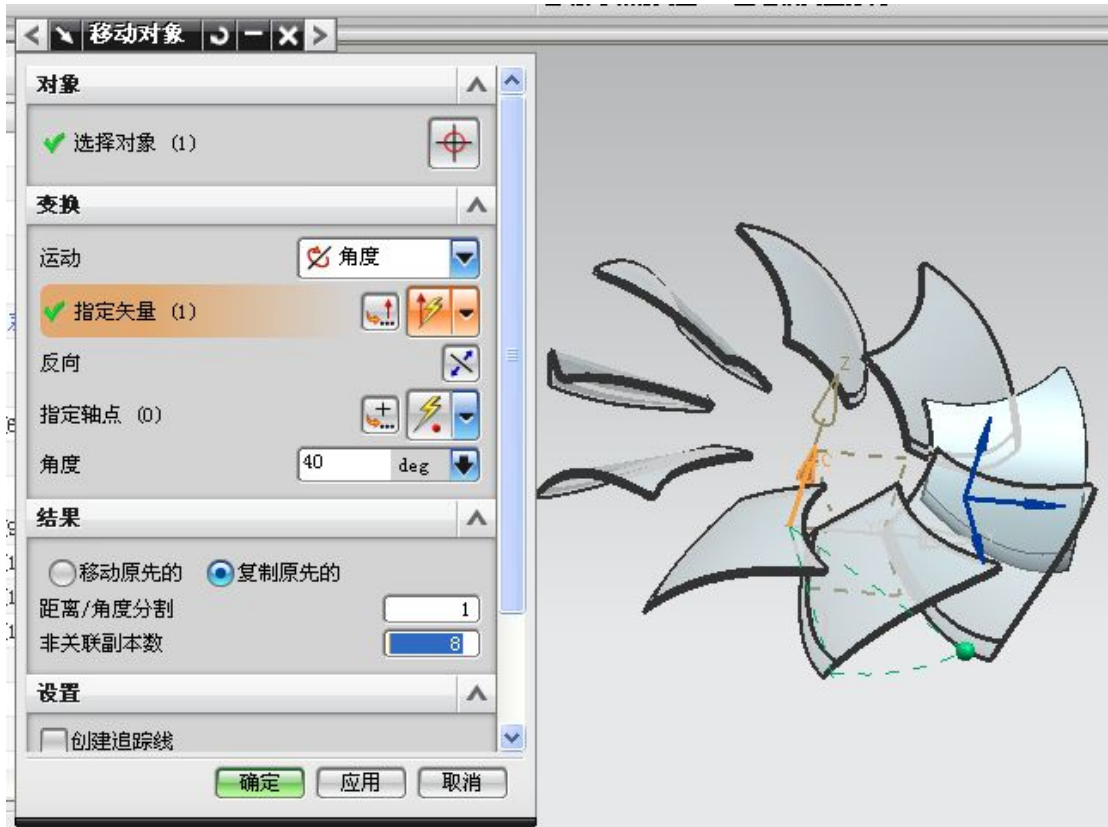 移动对象
对象
选择对象 (1)
变换
运动 角度
指定矢量 (1)
反向
指定轴点 (0)
角度 40 deg
结果
移动原先的 复制原先的
距离/角度分割 1
非关联副本数 8
设置
创建追踪线
确定 应用 取消
Z